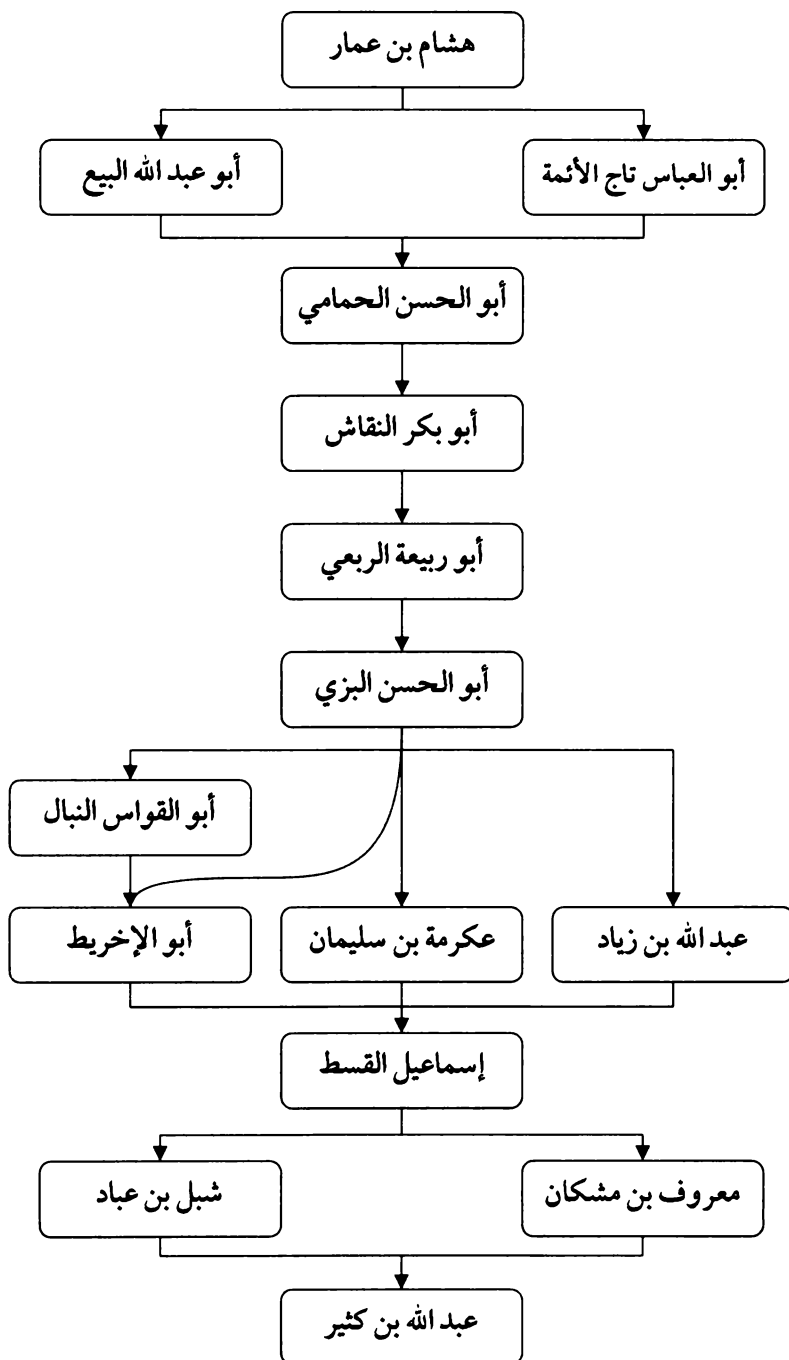 هشام بن عمار
أبو العباس تاج الأئمة
أبو عبد الله البيع
أبو الحسن الحمامي
أبو بكر النقاش
أبو ربيعة الربعي
أبو الحسن البزي
أبو القواس النبال
عبد الله بن زياد
عكرمة بن سليمان
أبو الإخريط
إسماعيل القسط
معروف بن مشكان
شبل بن عباد
عبد الله بن كثير